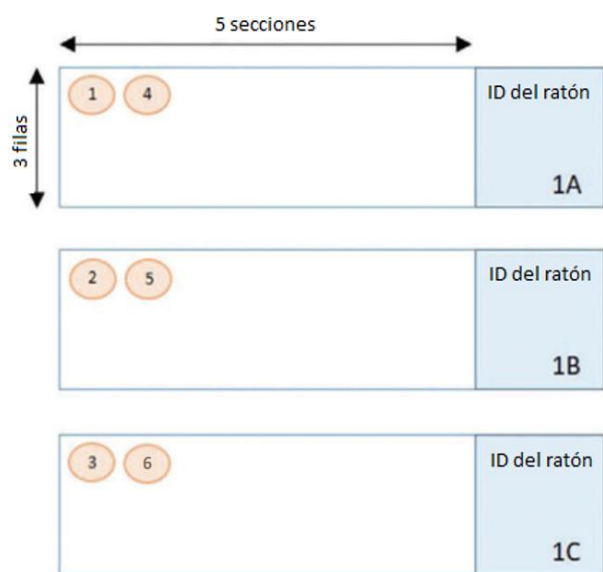 5 secciones
3 filas
1 4
ID del ratón
1A
2 5
ID del ratón
1B
3 6
ID del ratón
1C